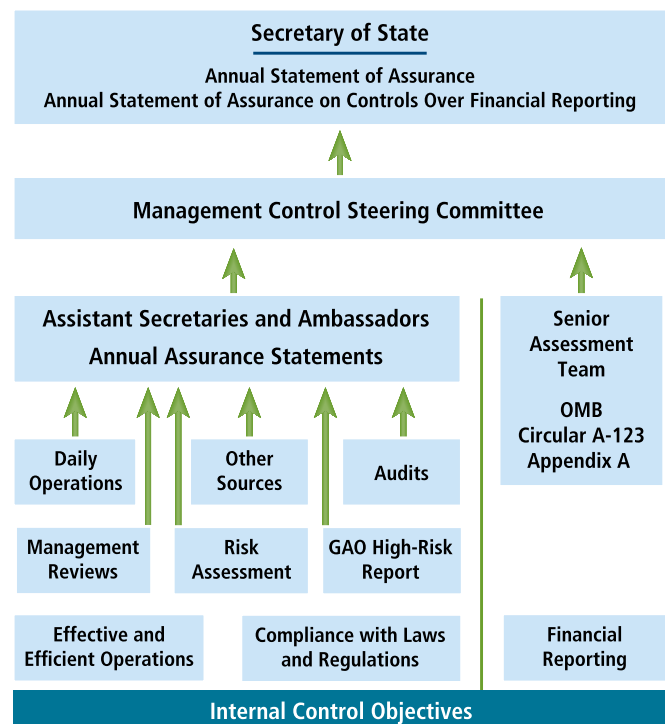 Secretary of State
Annual Statement of Assurance
Annual Statement of Assurance on Controls Over Financial Reporting
Management Control Steering Committee
Assistant Secretaries and Ambassadors
Annual Assurance Statements
Senior
Assessment
Team
OMB
Circular A-123
Appendix A
Daily
Operations
Other
Sources
Audits
Management
Reviews
Risk
Assessment
GAO High-Risk
Report
Effective and
Efficient Operations
Compliance with Laws
and Regulations
Financial
Reporting
Internal Control Objectives